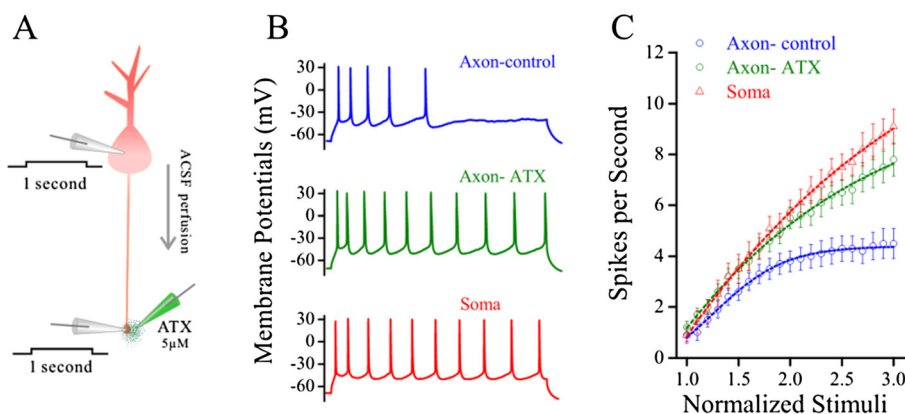 A
1 second
ACSF perfusion
ATX
5μM
1 second
B
Membrane Potentials (mV)
Axon-control
30
0
-30
-60
Axon- ATX
30
0
-30
-60
Soma
30
0
-30
-60
C
Spikes per Second
12
10
8
6
4
2
0
Axon- control
Axon- ATX
Soma
1.0 1.5 2.0 2.5 3.0
Normalized Stimuli